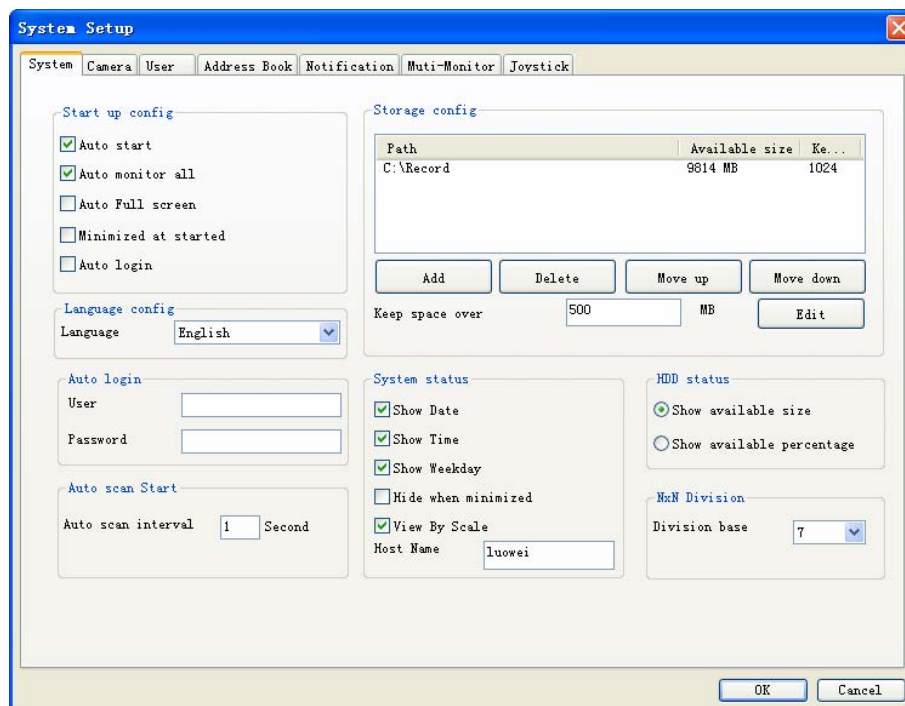 System Setup
System Camera User Address Book Notification Muti-Monitor Joystick
Start up config
Auto start
Auto monitor all
Auto Full screen
Minimized at started
Auto login
Storage config
Path Available size Ke...
C:\Record 9814 MB 1024
Add Delete Move up Move down
Keep space over 500 MB Edit
Language config
Language English
Auto login
User
Password
System status
Show Date
Show Time
Show Weekday
Hide when minimized
View By Scale
Host Name luowei
HDD status
Show available size
Show available percentage
Auto scan Start
Auto scan interval 1 Second
NxN Division
Division base 7
OK Cancel